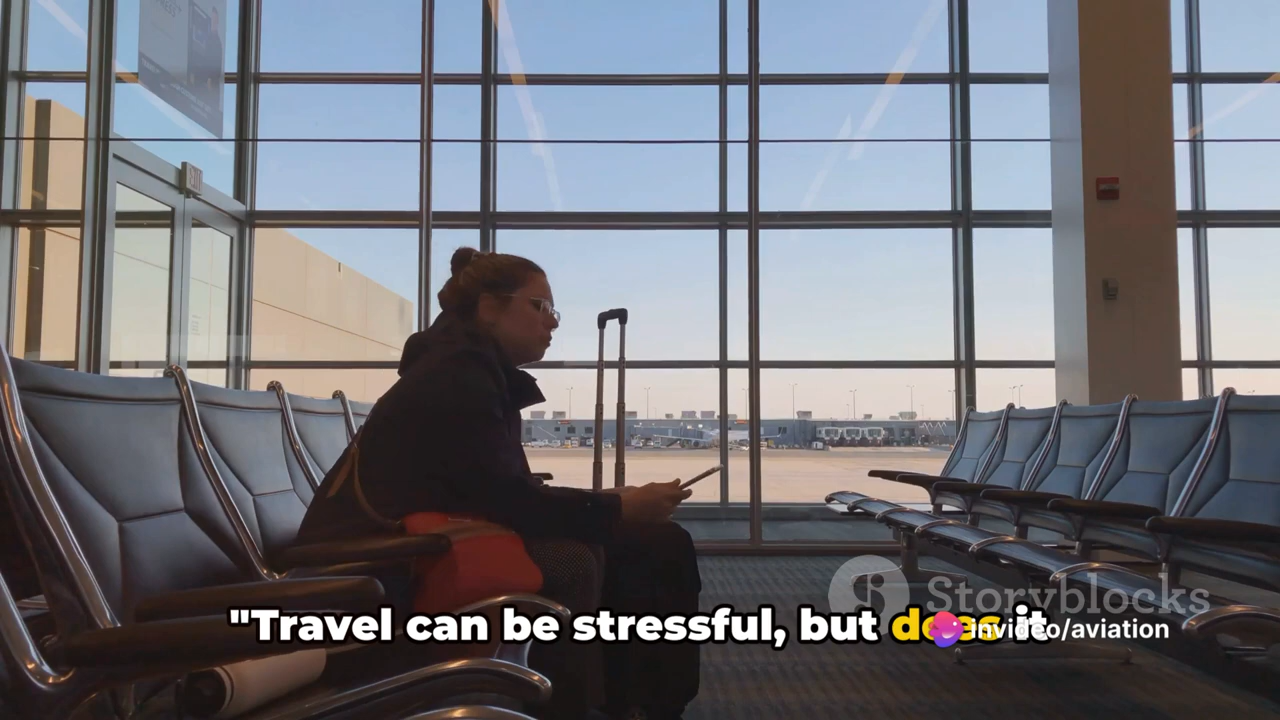 Storyblocks
"Travel can be stressful, but does it
invideo/aviation